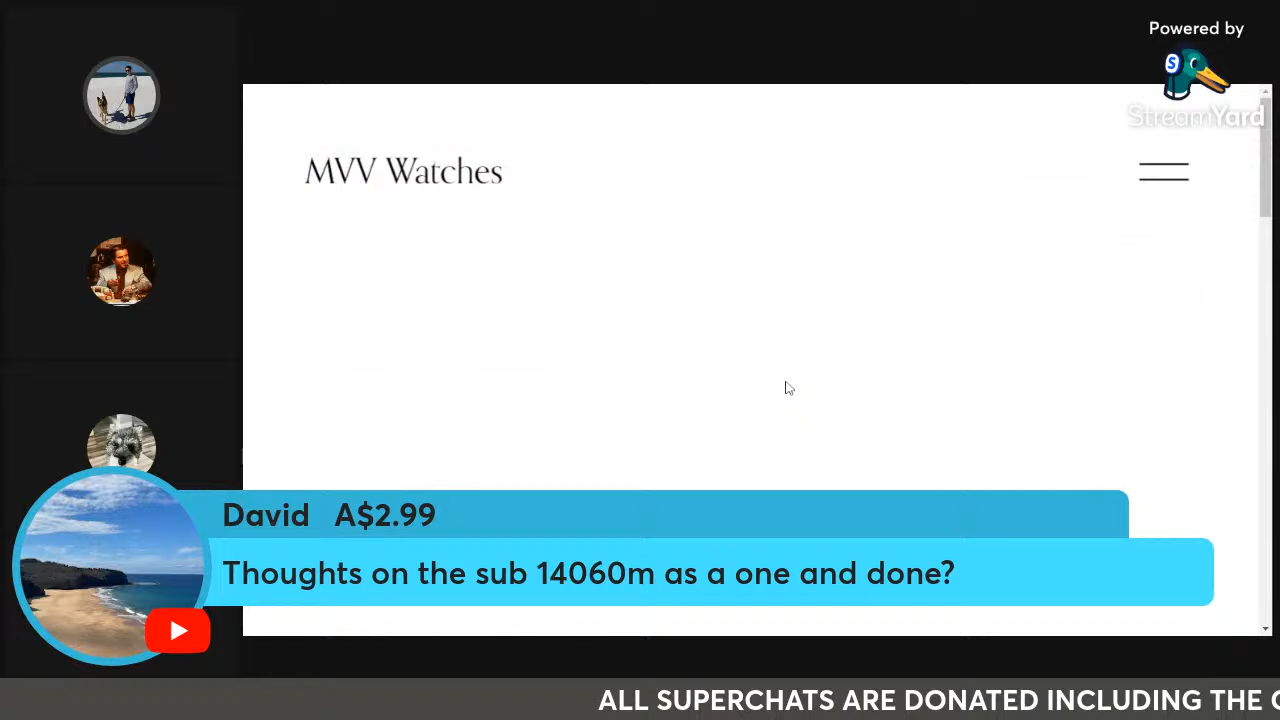 Powered by
S
StreamYard
MVV Watches
David A$2.99
Thoughts on the sub 14060m as a one and done?
ALL SUPERCHATS ARE DONATED INCLUDING THE